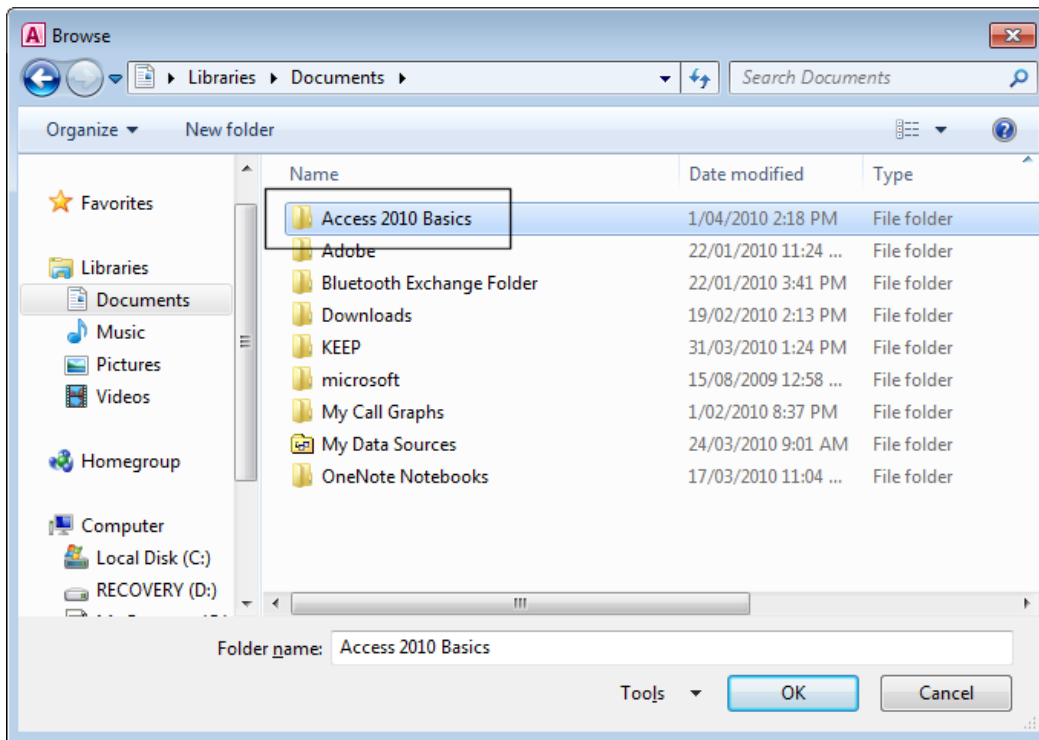 Browse
Libraries Documents
Search Documents
Organize
New folder
Name Date modified Type
Favorites
Libraries
Documents
Music
Pictures
Videos
Homegroup
Computer
Local Disk (C:)
RECOVERY (D:)
Access 2010 Basics 1/04/2010 2:18 PM File folder
Adobe 22/01/2010 11:24 ... File folder
Bluetooth Exchange Folder 22/01/2010 3:41 PM File folder
Downloads 19/02/2010 2:13 PM File folder
KEEP 31/03/2010 1:24 PM File folder
microsoft 15/08/2009 12:58 ... File folder
My Call Graphs 1/02/2010 8:37 PM File folder
My Data Sources 24/03/2010 9:01 AM File folder
OneNote Notebooks 17/03/2010 11:04 ... File folder
Folder name: Access 2010 Basics
Tools OK Cancel